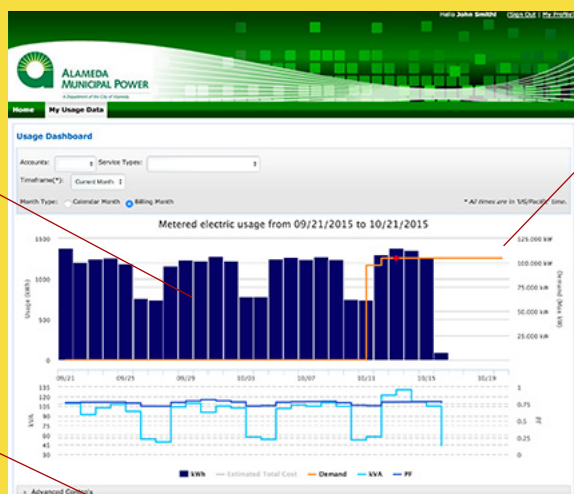 Hello John Smith! (Sign Out | My Profile)
ALAMEDA
MUNICIPAL POWER
A Department of the City of Alameda
Home My Usage Data
Usage Dashboard
Accounts: Service Types:
Timeframe(*): Current Month
Month Type: Calendar Month Billing Month * All times are in 'US/Pacific' time.
Metered electric usage from 09/21/2015 to 10/21/2015
1500 125.000 kW
1000 100.000 kW
75.000 kW
500 50.000 kW
25.000 kW
0
Usage (kWh)
Demand (Max kW)
09/21 09/25 09/29 10/03 10/07 10/11 10/15 10/19
135 1
120
105 0.75
90
75 0.5
60
45 0.25
30 0
kVA
PF
kWh Estimated Total Cost Demand kVA PF
Advanced Controls